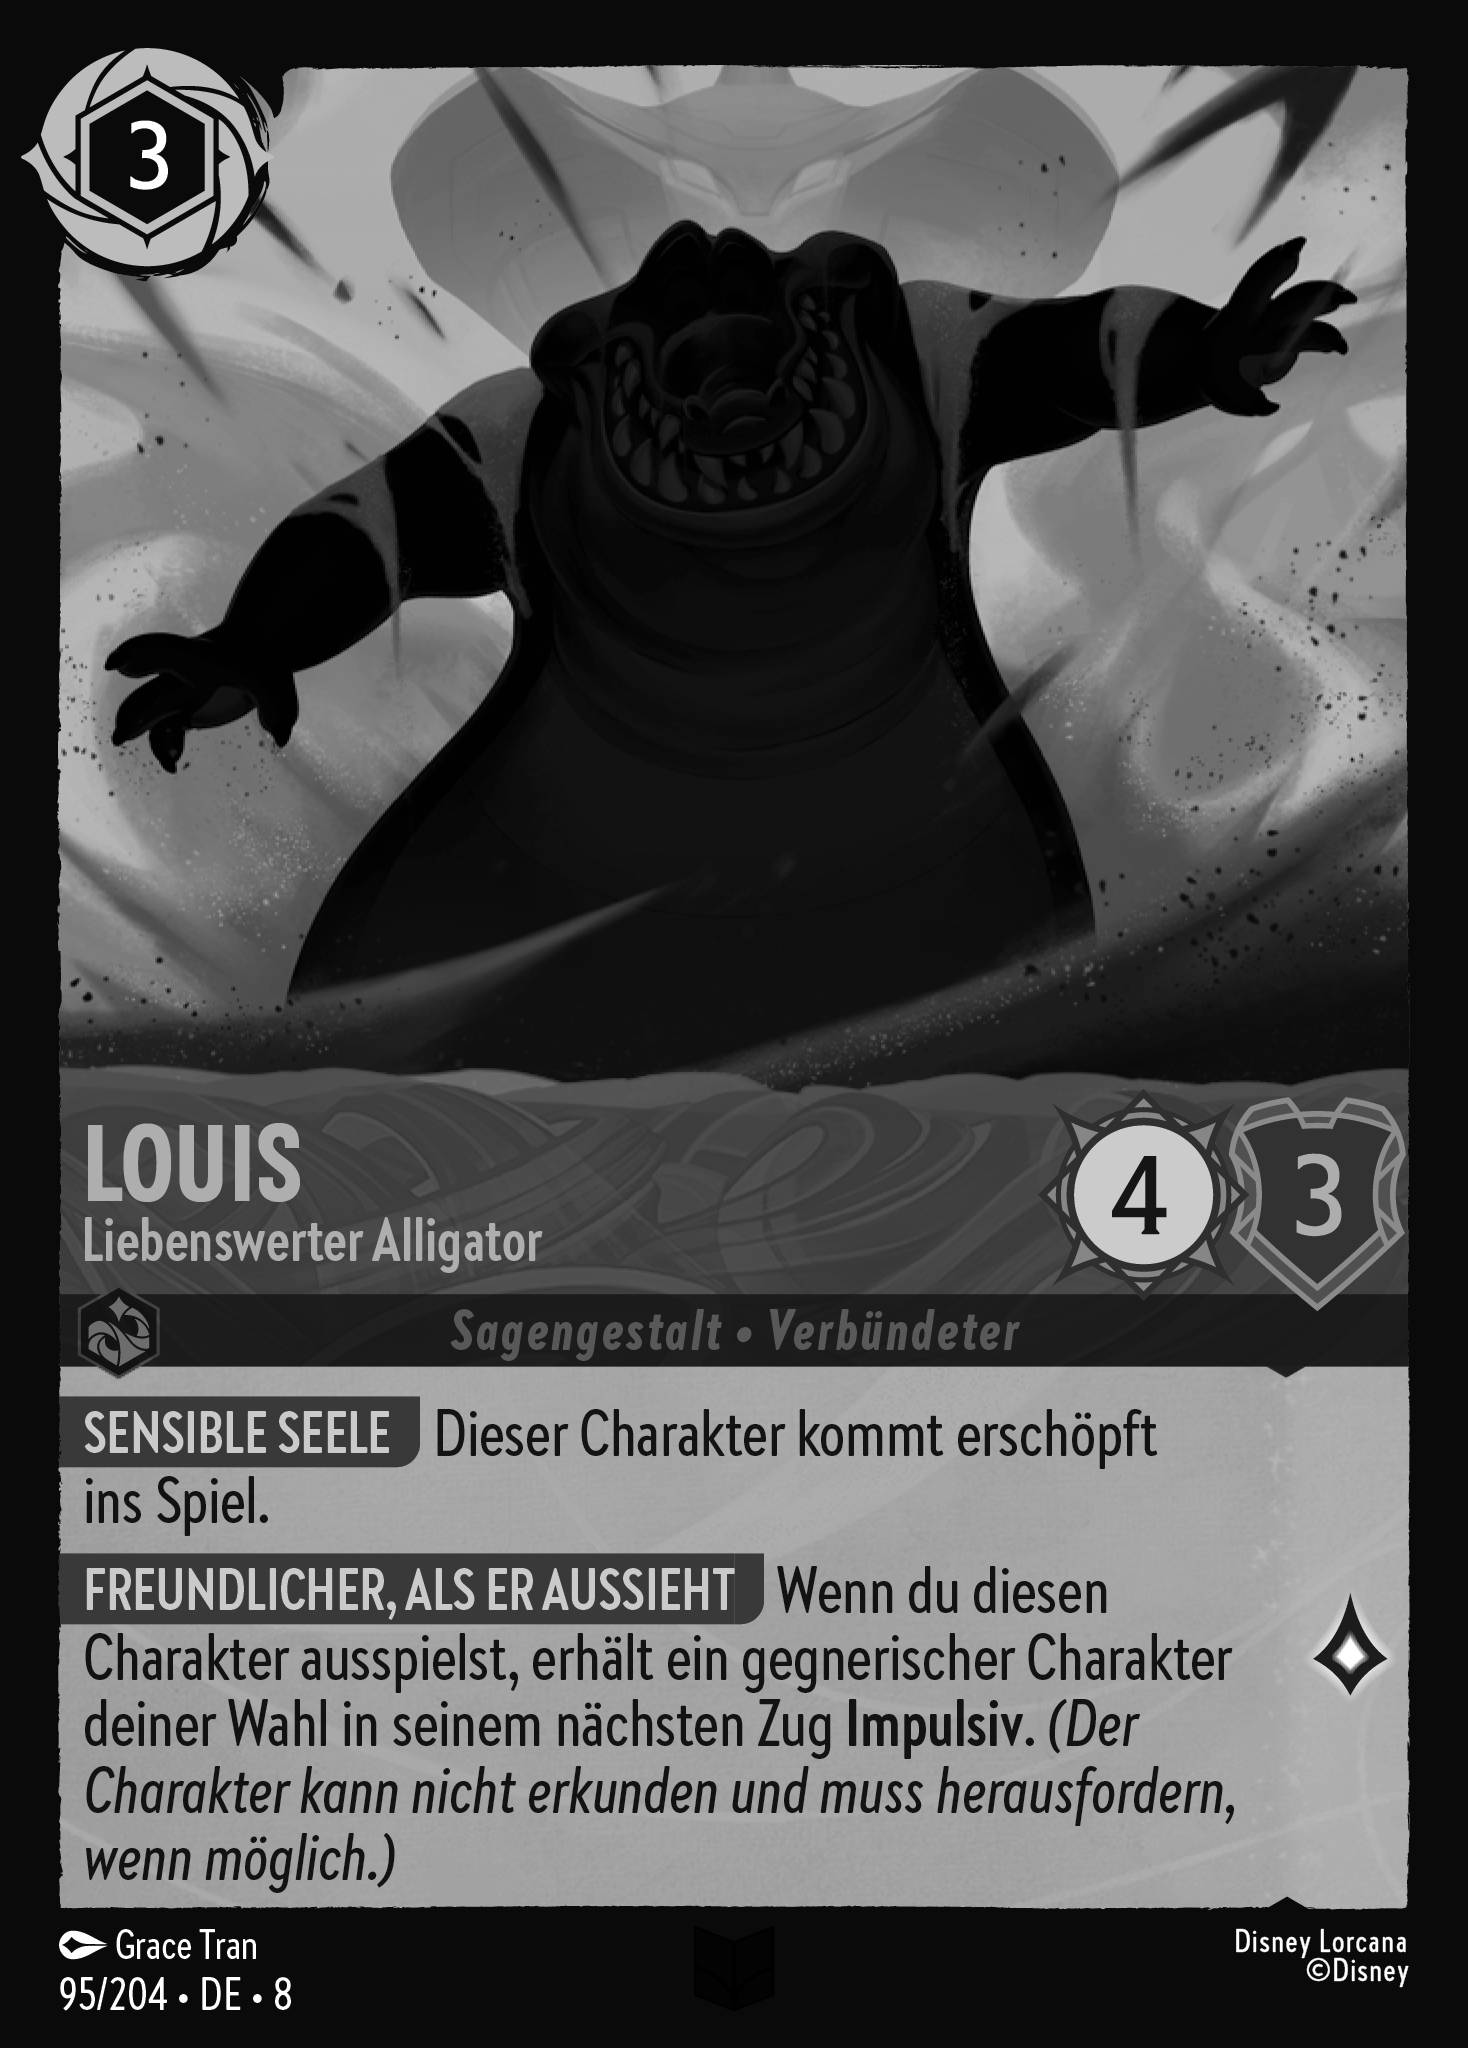 3
LOUIS
Liebenswerter Alligator
4 3
Sagengestalt • Verbündeter
SENSIBLE SEELE Dieser Charakter kommt erschöpft
ins Spiel.
FREUNDLICHER, ALS ER AUSSIEHT Wenn du diesen
Charakter ausspielst, erhält ein gegnerischer Charakter
deiner Wahl in seinem nächsten Zug Impulsiv. (Der
Charakter kann nicht erkunden und muss herausfordern,
wenn möglich.)
Grace Tran
95/204 • DE • 8
Disney Lorcana
©Disney